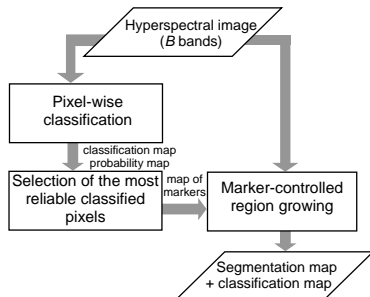 Hyperspectral image
(B bands)
Pixel-wise
classification
classification map
probability map
Selection of the most
reliable classified
pixels
map of
markers
Marker-controlled
region growing
Segmentation map
+ classification map